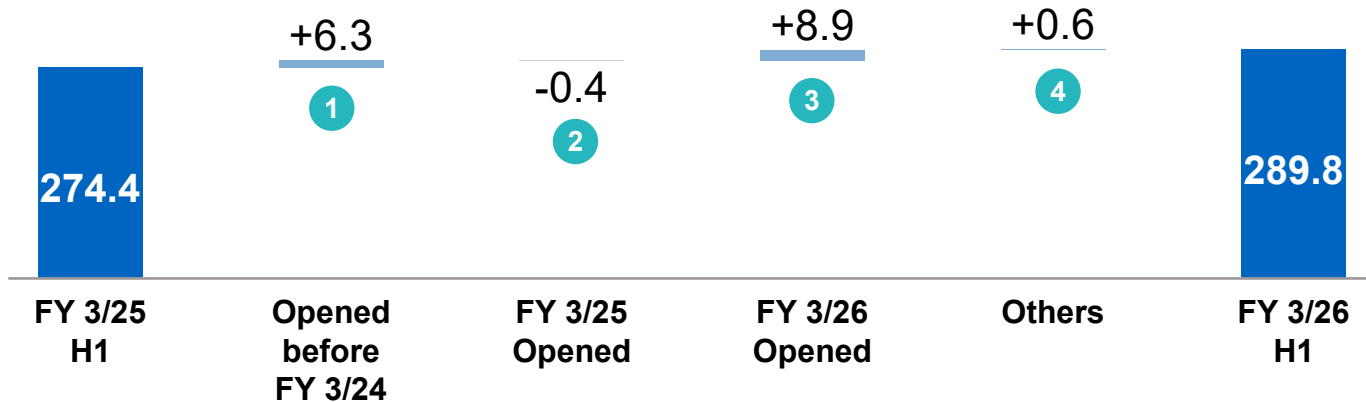 +6.3
+8.9
+0.6
-0.4
1
2
3
4
274.4
289.8
FY 3/25
H1
Opened
before
FY 3/24
FY 3/25
Opened
FY 3/26
Opened
Others
FY 3/26
H1